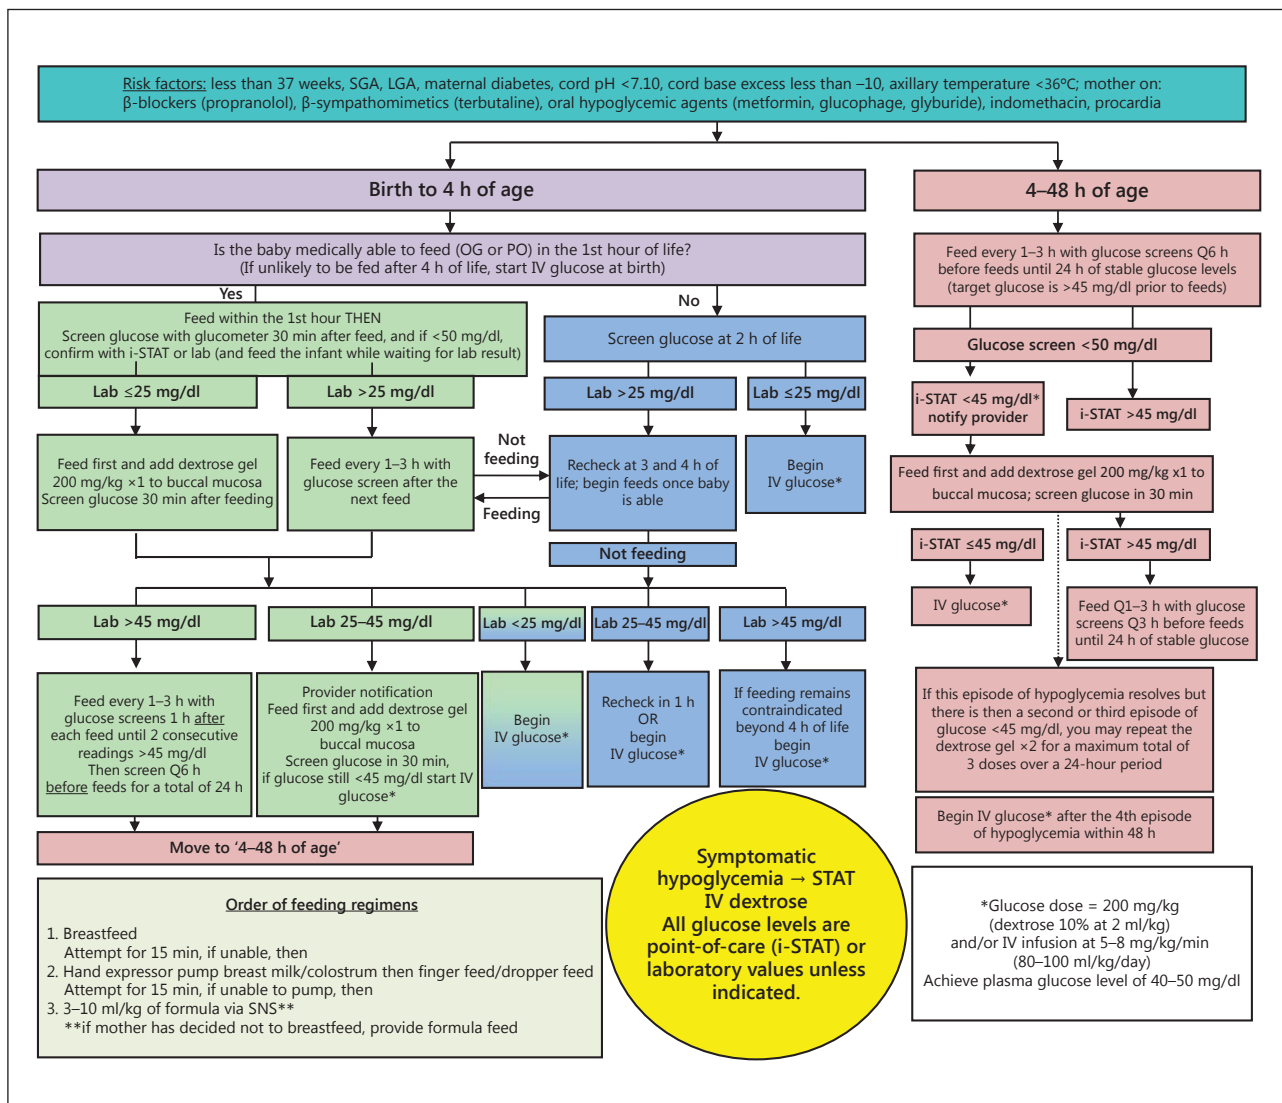 Risk factors: less than 37 weeks, SGA, LGA, maternal diabetes, cord pH <7.10, cord base excess less than –10, axillary temperature <36°C; mother on:
β-blockers (propranolol), β-sympathomimetics (terbutaline), oral hypoglycemic agents (metformin, glucophage, glyburide), indomethacin, procardia
Birth to 4 h of age
Is the baby medically able to feed (OG or PO) in the 1st hour of life?
(If unlikely to be fed after 4 h of life, start IV glucose at birth)
Yes
No
Feed within the 1st hour THEN
Screen glucose with glucometer 30 min after feed, and if <50 mg/dl,
confirm with i-STAT or lab (and feed the infant while waiting for lab result)
Screen glucose at 2 h of life
Lab ≤25 mg/dl
Lab >25 mg/dl
Lab >25 mg/dl
Lab ≤25 mg/dl
Feed first and add dextrose gel
200 mg/kg ×1 to buccal mucosa
Screen glucose 30 min after feeding
Feed every 1–3 h with
glucose screen after the
next feed
Not
feeding
Feeding
Recheck at 3 and 4 h of
life; begin feeds once baby
is able
Begin
IV glucose*
Not feeding
Lab >45 mg/dl
Lab 25–45 mg/dl
Lab <25 mg/dl
Lab 25–45 mg/dl
Lab >45 mg/dl
Feed every 1–3 h with
glucose screens 1 h after
each feed until 2 consecutive
readings >45 mg/dl
Then screen Q6 h
before feeds for a total of 24 h
Provider notification
Feed first and add dextrose gel
200 mg/kg ×1 to
buccal mucosa
Screen glucose in 30 min,
if glucose still <45 mg/dl start IV
glucose*
Begin
IV glucose*
Recheck in 1 h
OR
begin
IV glucose*
If feeding remains
contraindicated
beyond 4 h of life
begin
IV glucose*
Move to ‘4–48 h of age’
4–48 h of age
Feed every 1–3 h with glucose screens Q6 h
before feeds until 24 h of stable glucose levels
(target glucose is >45 mg/dl prior to feeds)
Glucose screen <50 mg/dl
i-STAT <45 mg/dl*
notify provider
i-STAT >45 mg/dl
Feed first and add dextrose gel 200 mg/kg x1 to
buccal mucosa; screen glucose in 30 min
i-STAT ≤45 mg/dl
i-STAT >45 mg/dl
IV glucose*
Feed Q1–3 h with glucose
screens Q3 h before feeds
until 24 h of stable glucose
If this episode of hypoglycemia resolves but
there is then a second or third episode of
glucose <45 mg/dl, you may repeat the
dextrose gel ×2 for a maximum total of
3 doses over a 24-hour period
Begin IV glucose* after the 4th episode
of hypoglycemia within 48 h
Order of feeding regimens
1. Breastfeed
Attempt for 15 min, if unable, then
2. Hand expressor pump breast milk/colostrum then finger feed/dropper feed
Attempt for 15 min, if unable to pump, then
3. 3–10 ml/kg of formula via SNS**
**if mother has decided not to breastfeed, provide formula feed
Symptomatic
hypoglycemia → STAT
IV dextrose
All glucose levels are
point-of-care (i-STAT) or
laboratory values unless
indicated.
*Glucose dose = 200 mg/kg
(dextrose 10% at 2 ml/kg)
and/or IV infusion at 5–8 mg/kg/min
(80–100 ml/kg/day)
Achieve plasma glucose level of 40–50 mg/dl